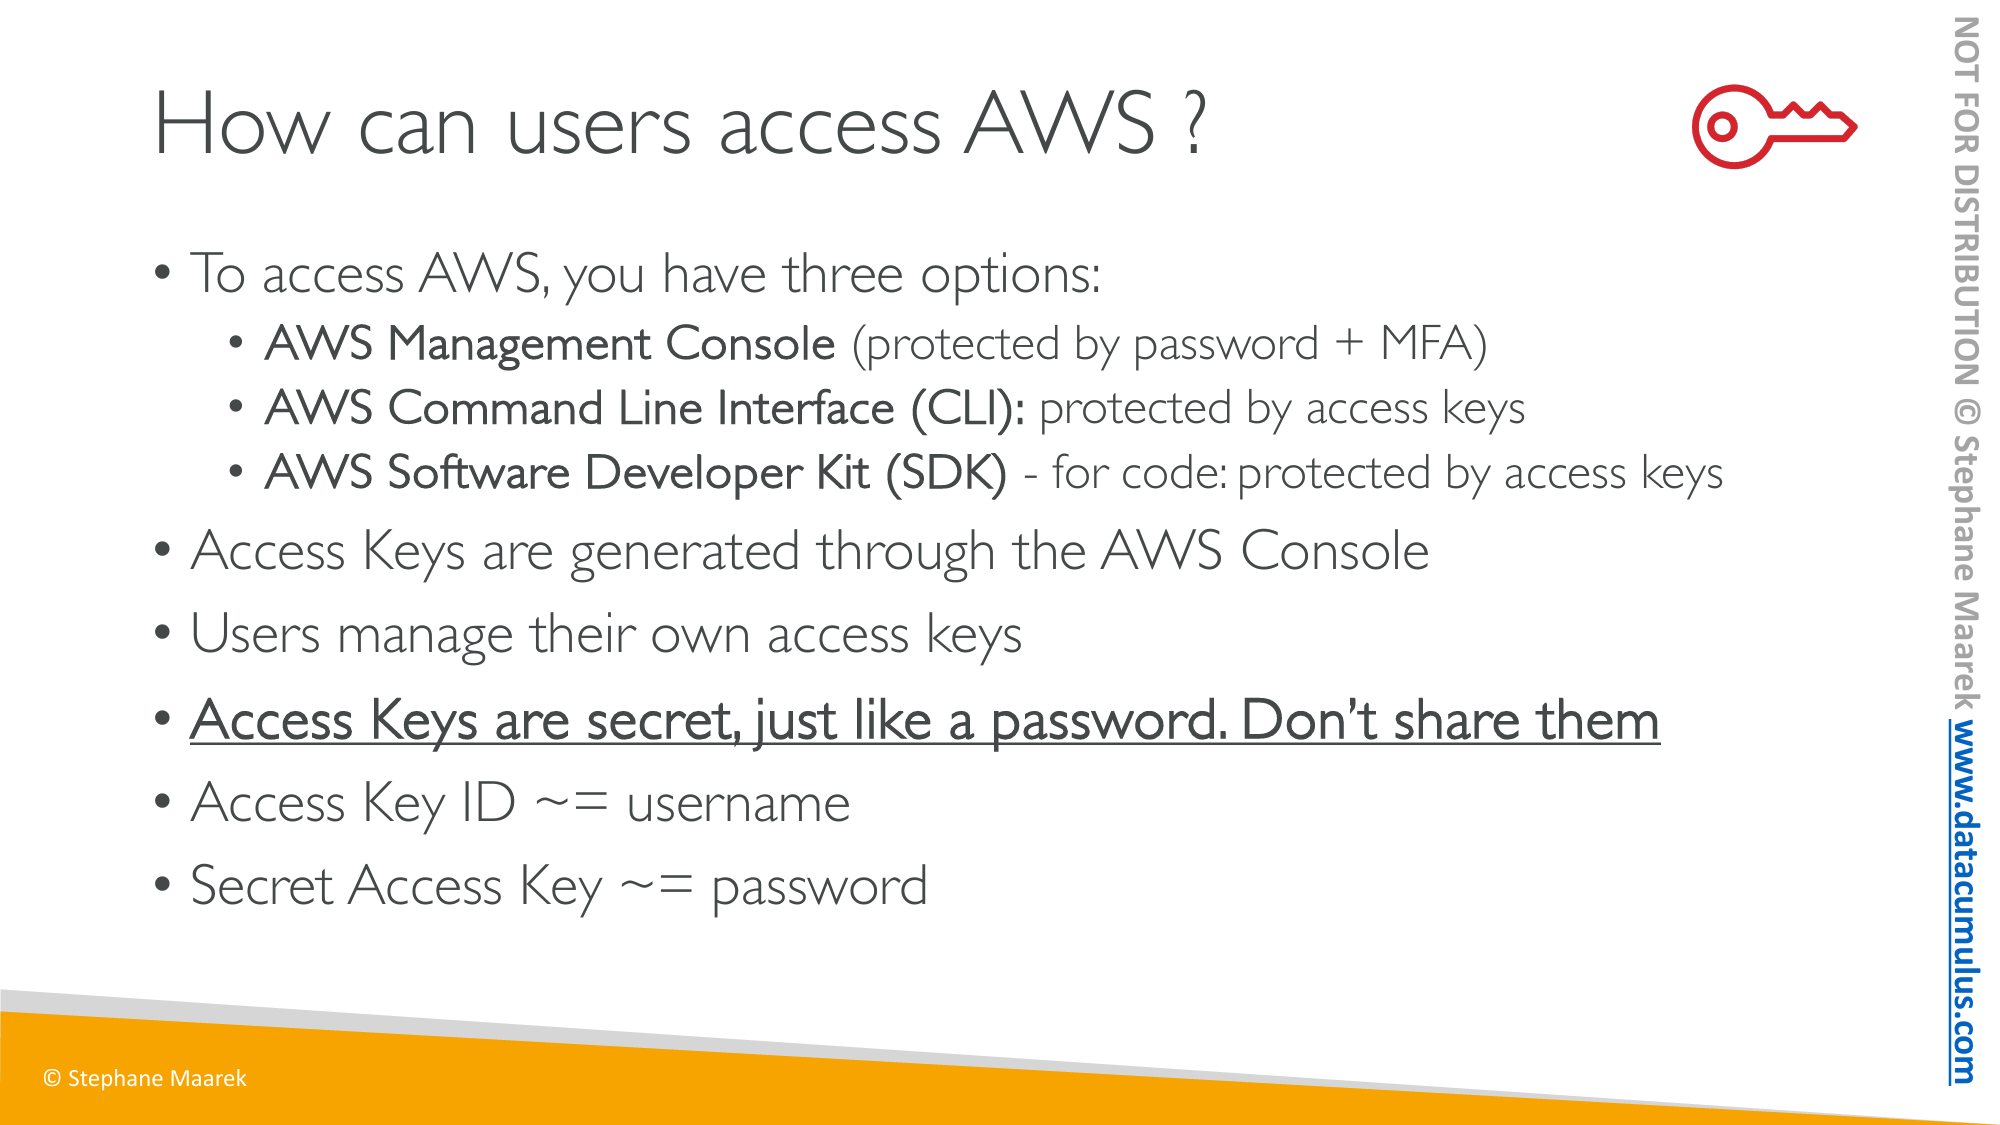 How can users access AWS ?
• To access AWS, you have three options:
• AWS Management Console (protected by password + MFA)
• AWS Command Line Interface (CLI): protected by access keys
• AWS Software Developer Kit (SDK) - for code: protected by access keys
• Access Keys are generated through the AWS Console
• Users manage their own access keys
• Access Keys are secret, just like a password. Don’t share them
• Access Key ID ~= username
• Secret Access Key ~= password
© Stephane Maarek
NOT FOR DISTRIBUTION © Stephane Maarek www.datacumulus.com